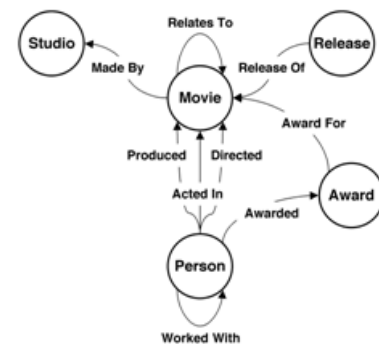 Relates To
Studio
Release
Made By
Release Of
Movie
Award For
Produced
Directed
Acted In
Award
Awarded
Person
Worked With